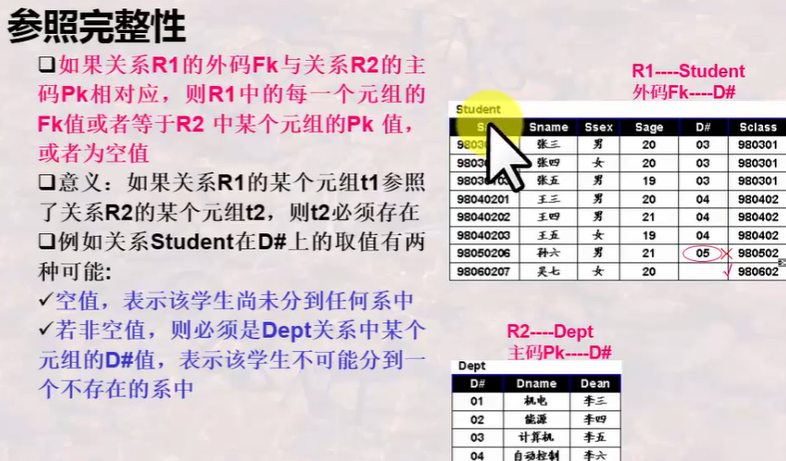 参照完整性
❑如果关系R1的外码Fk与关系R2的主
码Pk相对应，则R1中的每一个元组的
Fk值或者等于R2 中某个元组的Pk 值，
或者为空值
❑意义：如果关系R1的某个元组t1参照
了关系R2的某个元组t2，则t2必须存在
❑例如关系Student在D#上的取值有两
种可能:
✓空值，表示该学生尚未分到任何系中
✓若非空值，则必须是Dept关系中某个
元组的D#值，表示该学生不可能分到一
个不存在的系中
R1----Student
外码Fk----D#
Student
Sname Ssex Sage D# Sclass
张三 男 20 03 980301
张四 女 20 03 980301
张五 男 19 03 980301
98040201 王三 男 20 04 980402
98040202 王四 男 21 04 980402
98040203 王五 女 19 04 980402
98050206 孙六 男 21 05 980502
98060207 吴七 女 20 980602
R2----Dept
主码Pk----D#
Dept
D# Dname Dean
01 机电 李三
02 能源 李四
03 计算机 李五
04 自动控制 李六